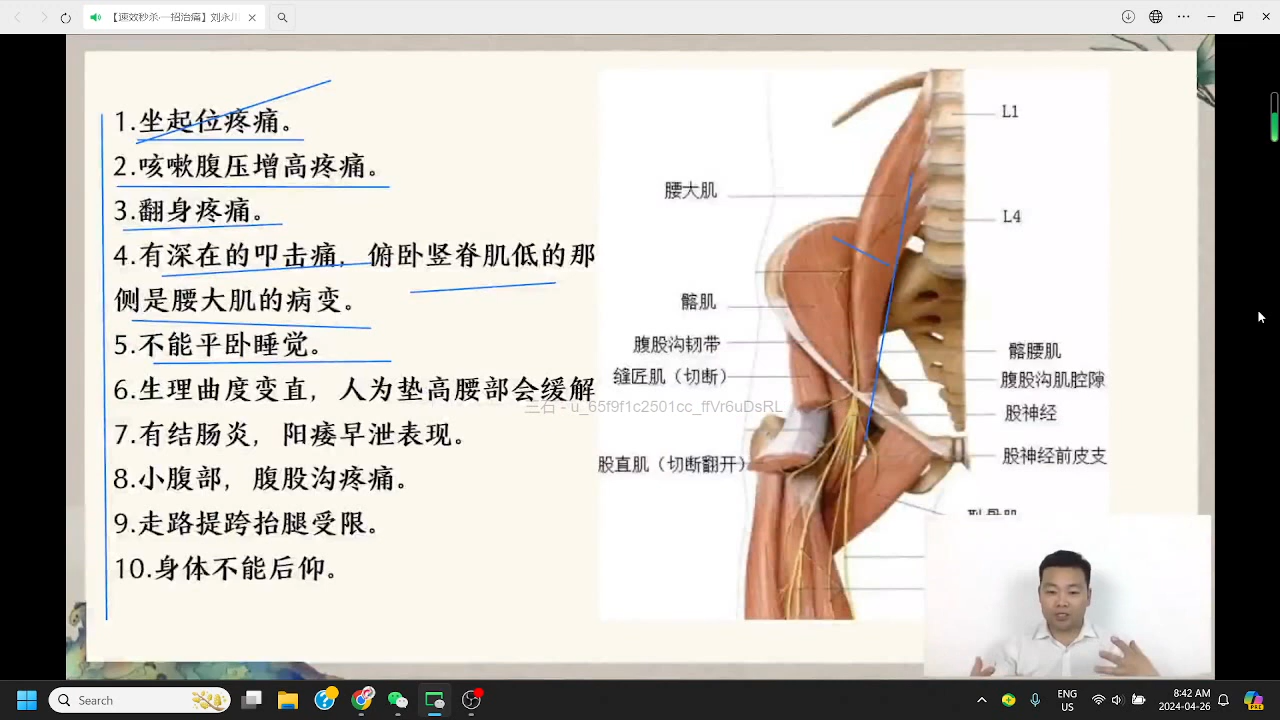 【速效秒杀一招治痛】刘永川
1.坐起位疼痛。
2.咳嗽腹压增高疼痛。
3.翻身疼痛。
4.有深在的叩击痛，俯卧竖脊肌低的那
侧是腰大肌的病变。
5.不能平卧睡觉。
6.生理曲度变直，人为垫高腰部会缓解
7.有结肠炎，阳痿早泄表现。
8.小腹部，腹股沟疼痛。
9.走路提跨抬腿受限。
10.身体不能后仰。
L1
腰大肌
L4
髂肌
腹股沟韧带
髂腰肌
缝匠肌（切断）
腹股沟肌腔隙
兰石 - u_65f9f1c2501cc_ffVr6uDsRL
股神经
股直肌（切断翻开）
股神经前皮支
Search
ENG
US
8:42 AM
2024-04-26
PRE